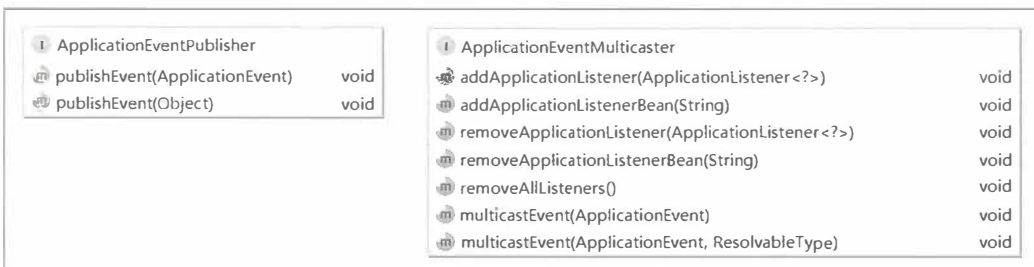 I ApplicationEventPublisher
m publishEvent(ApplicationEvent) void
m publishEvent(Object) void
I ApplicationEventMulticaster
m addApplicationListener(ApplicationListener<?>) void
m addApplicationListenerBean(String) void
m removeApplicationListener(ApplicationListener<?>) void
m removeApplicationListenerBean(String) void
m removeAllListeners() void
m multicastEvent(ApplicationEvent) void
m multicastEvent(ApplicationEvent, ResolvableType) void